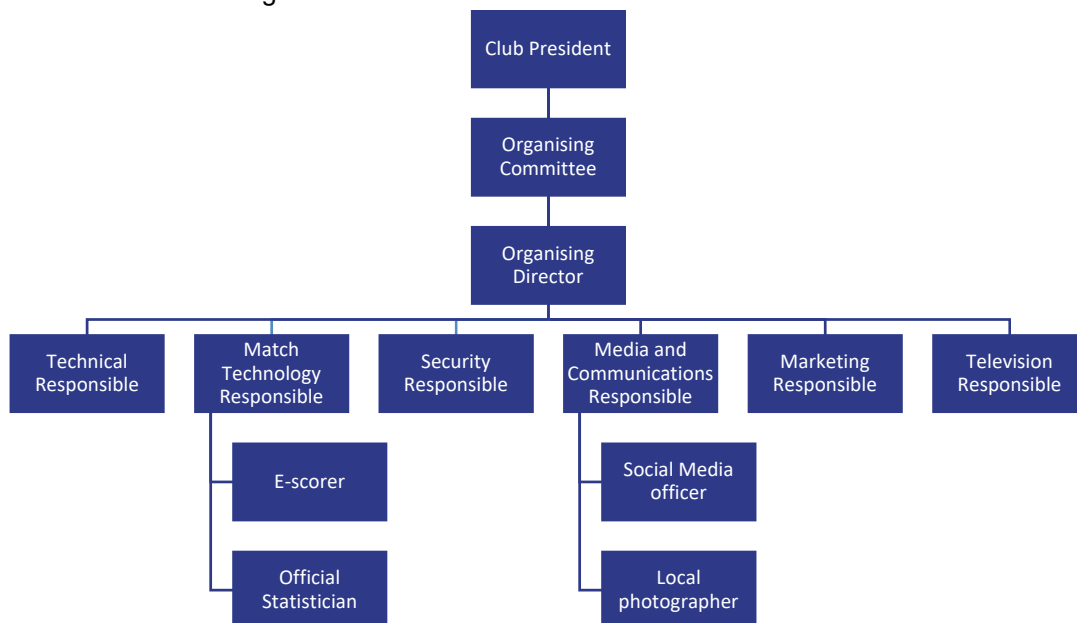 Club President
Organising
Committee
Organising
Director
Technical
Responsible
Match
Technology
Responsible
Security
Responsible
Media and
Communications
Responsible
Marketing
Responsible
Television
Responsible
E-scorer
Social Media
officer
Official
Statistician
Local
photographer